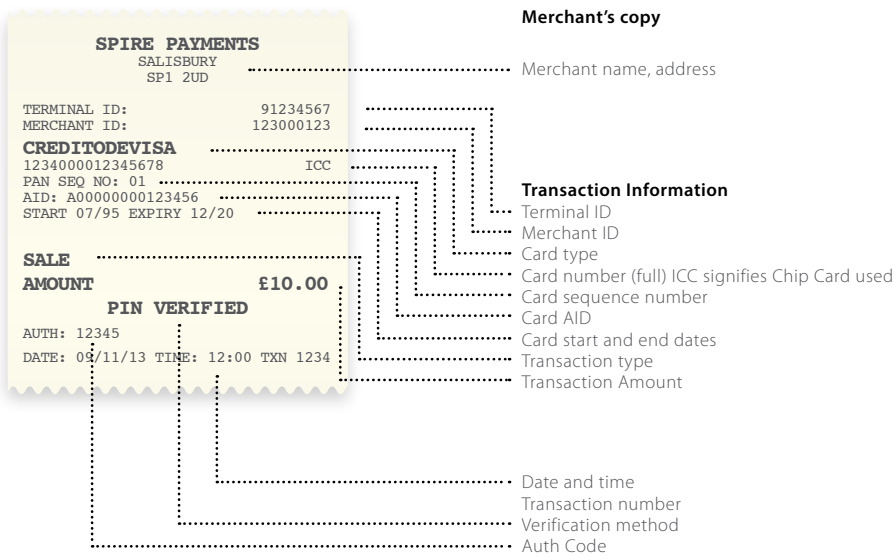 Merchant's copy
SPIRE PAYMENTS
SALISBURY
SP1 2UD
Merchant name, address
TERMINAL ID: 91234567
MERCHANT ID: 123000123
CREDITODEVISA
1234000012345678 ICC
PAN SEQ NO: 01
AID: A00000000123456
START 07/95 EXPIRY 12/20
SALE
AMOUNT £10.00
PIN VERIFIED
AUTH: 12345
DATE: 09/11/13 TINE: 12:00 TXN 1234
Transaction Information
Terminal ID
Merchant ID
Card type
Card number (full) ICC signifies Chip Card used
Card sequence number
Card AID
Card start and end dates
Transaction type
Transaction Amount
Date and time
Transaction number
Verification method
Auth Code